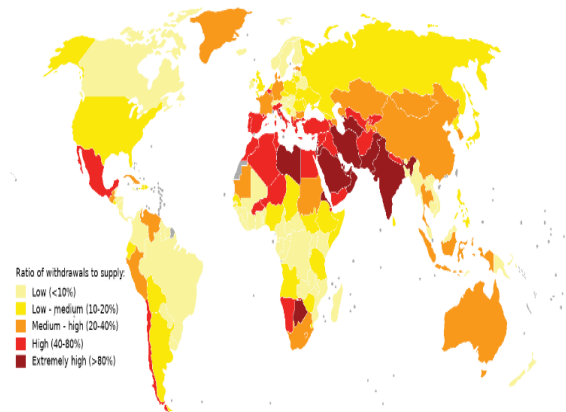 Ratio of withdrawals to supply:
Low (<10%)
Low - medium (10-20%)
Medium - high (20-40%)
High (40-80%)
Extremely high (>80%)